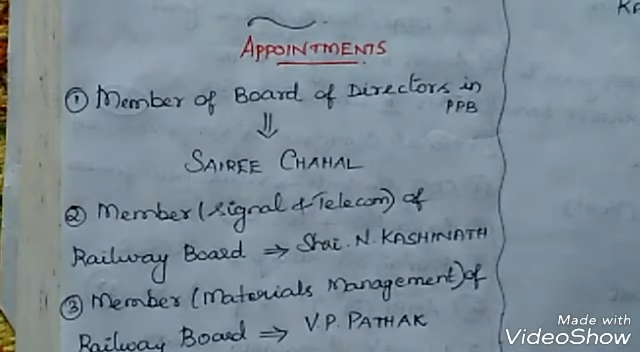 APPOINTMENTS
① Member of Board of Directors in
PPB
⇓
SAIREE CHAHAL
② Member (Signal & Telecom) of
Railway Board ⇒ Shri. N. KASHINATH
③ Member (Materials Management) of
Railway Board ⇒ V.P. PATHAK
Made with
VideoShow